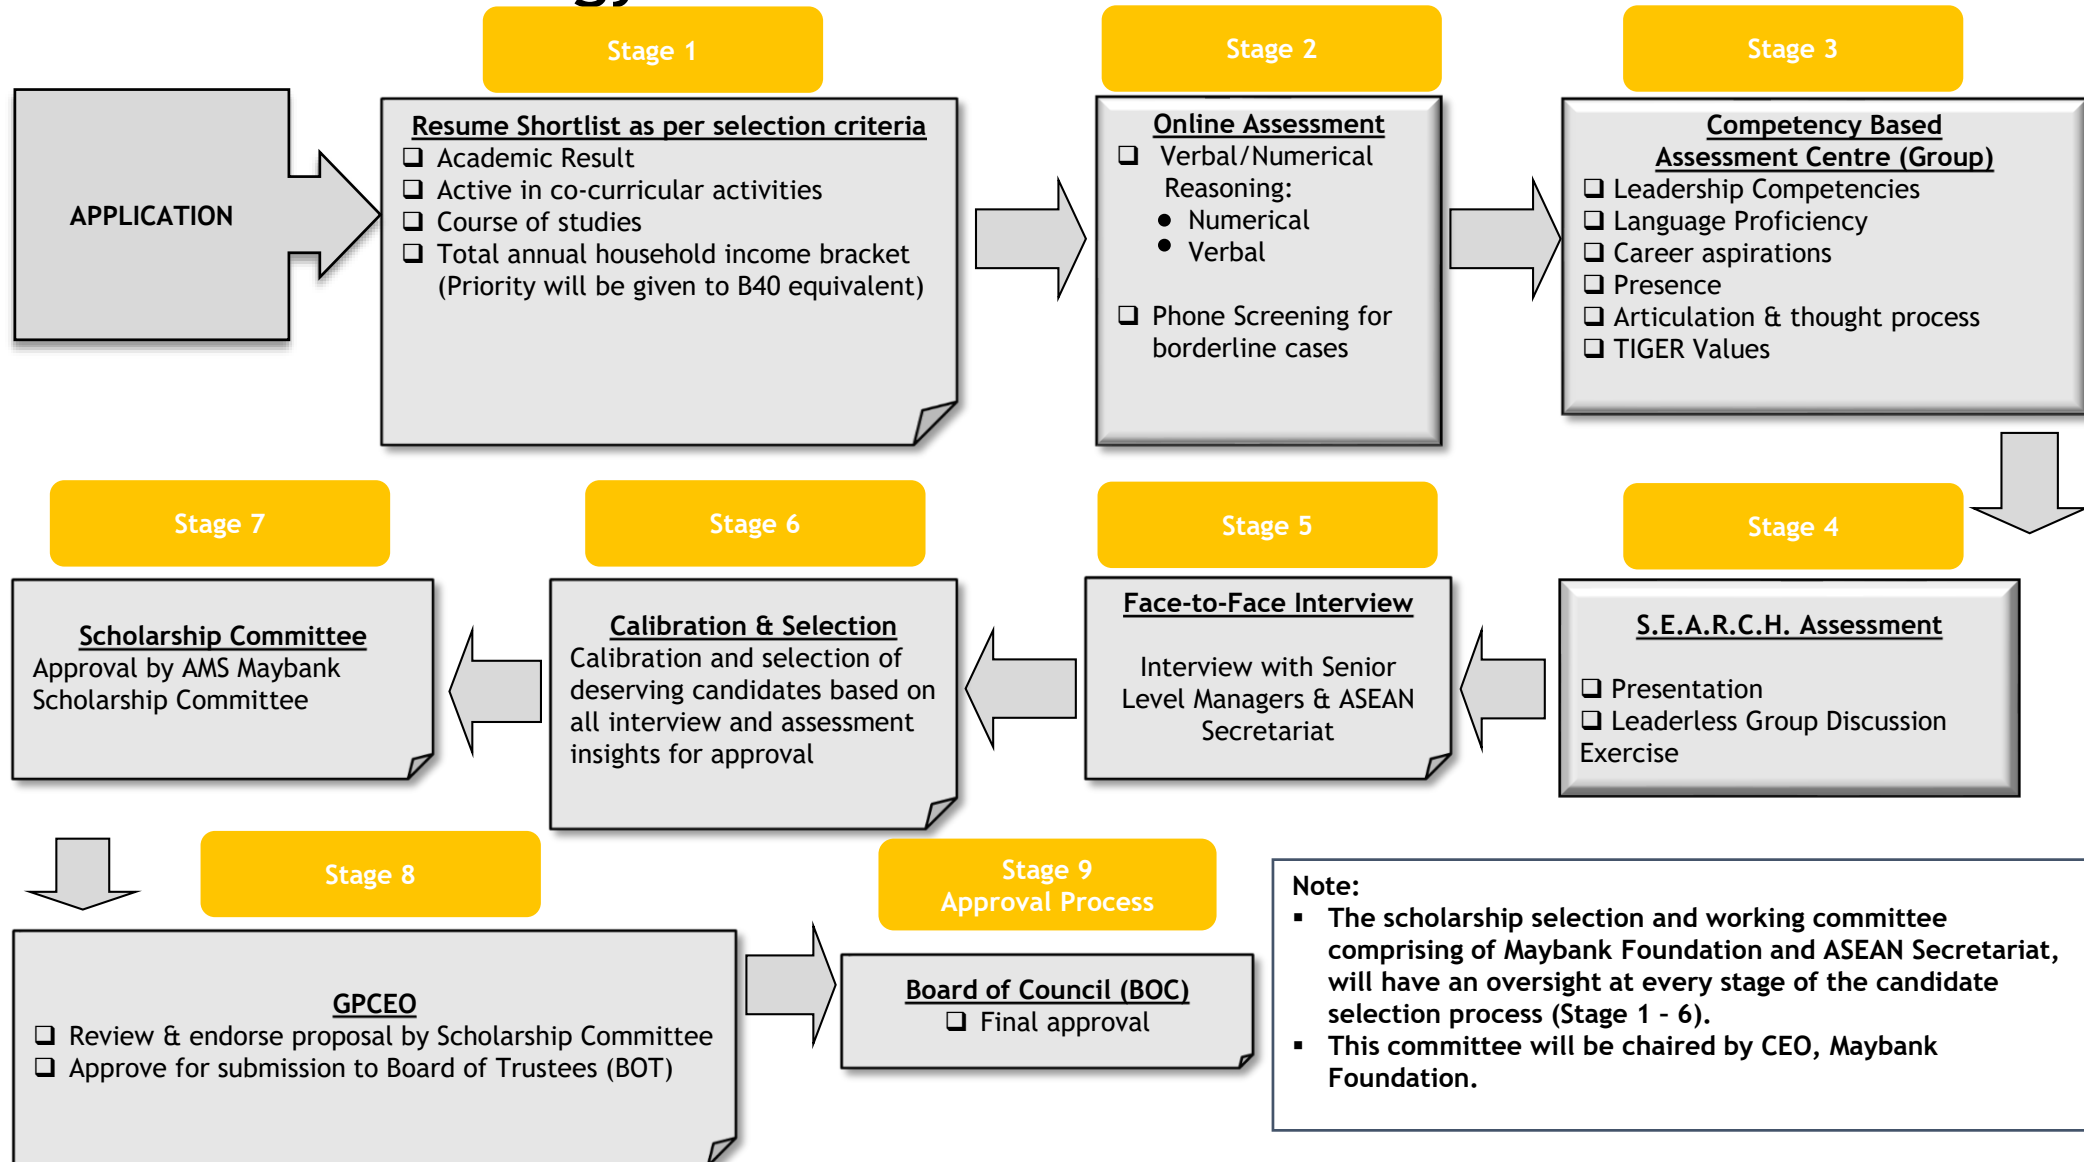 Stage 1
Stage 2
Stage 3
APPLICATION
Resume Shortlist as per selection criteria
❑ Academic Result
❑ Active in co-curricular activities
❑ Course of studies
❑ Total annual household income bracket
(Priority will be given to B40 equivalent)
Online Assessment
❑ Verbal/Numerical
Reasoning:
● Numerical
● Verbal
❑ Phone Screening for
borderline cases
Competency Based
Assessment Centre (Group)
❑ Leadership Competencies
❑ Language Proficiency
❑ Career aspirations
❑ Presence
❑ Articulation & thought process
❑ TIGER Values
Stage 7
Stage 6
Stage 5
Stage 4
Scholarship Committee
Approval by AMS Maybank
Scholarship Committee
Calibration & Selection
Calibration and selection of
deserving candidates based on
all interview and assessment
insights for approval
Face-to-Face Interview
Interview with Senior
Level Managers & ASEAN
Secretariat
S.E.A.R.C.H. Assessment
❑ Presentation
❑ Leaderless Group Discussion
Exercise
Stage 8
Stage 9
Approval Process
GPCEO
❑ Review & endorse proposal by Scholarship Committee
❑ Approve for submission to Board of Trustees (BOT)
Board of Council (BOC)
❑ Final approval
Note:
▪ The scholarship selection and working committee
comprising of Maybank Foundation and ASEAN Secretariat,
will have an oversight at every stage of the candidate
selection process (Stage 1 – 6).
▪ This committee will be chaired by CEO, Maybank
Foundation.